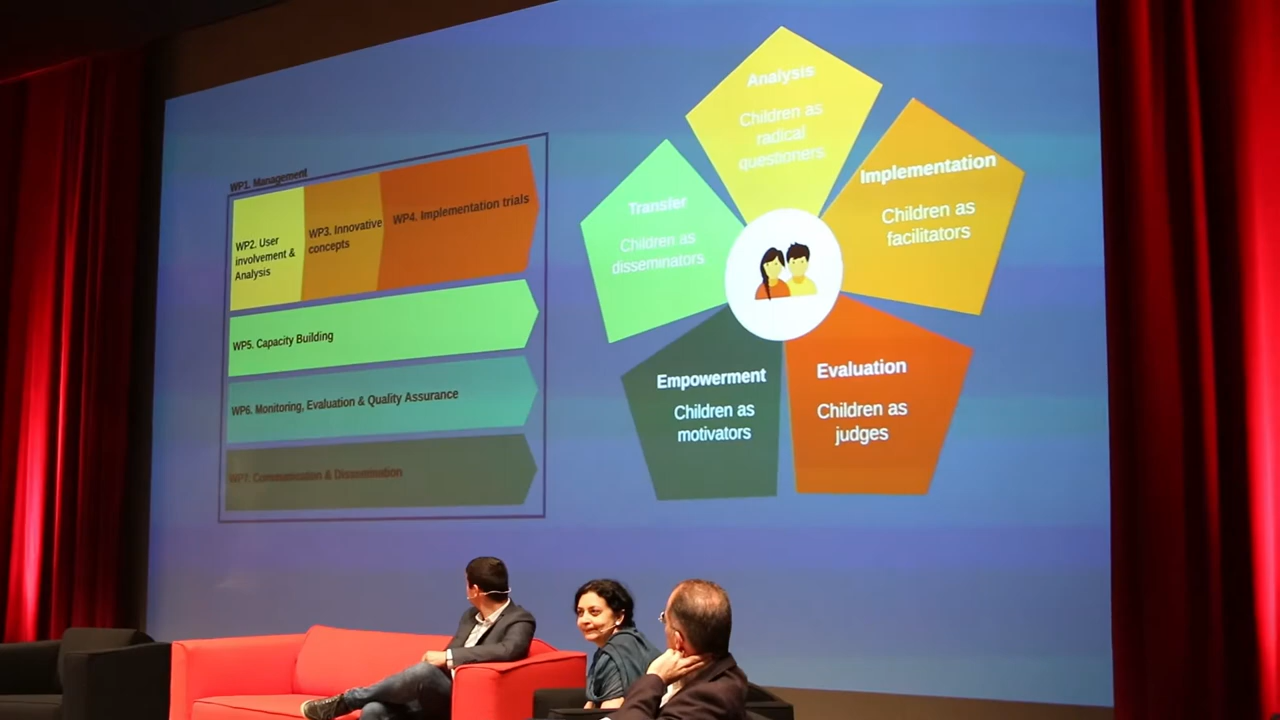 WP1. Management
WP2. User
involvement &
Analysis
WP3. Innovative
concepts
WP4. Implementation trials
WP5. Capacity Building
WP6. Monitoring, Evaluation & Quality Assurance
WP7: Communication & Dissemination
Analysis
Children as
radical
questioners
Implementation
Children as
facilitators
Transfer
Children as
disseminators
Empowerment
Children as
motivators
Evaluation
Children as
judges